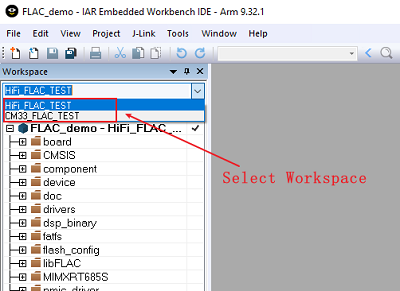 FLAC_demo - IAR Embedded Workbench IDE - Arm 9.32.1
File Edit View Project J-Link Tools Window Help
Workspace
HiFi_FLAC_TEST
HiFi_FLAC_TEST
CM33_FLAC_TEST
FLAC_demo - HiFi_FLAC_...
board
CMSIS
component
device
doc
drivers
dsp_binary
fatfs
flash_config
libFLAC
MIMXRT685S
pmic_driver
Select Workspace